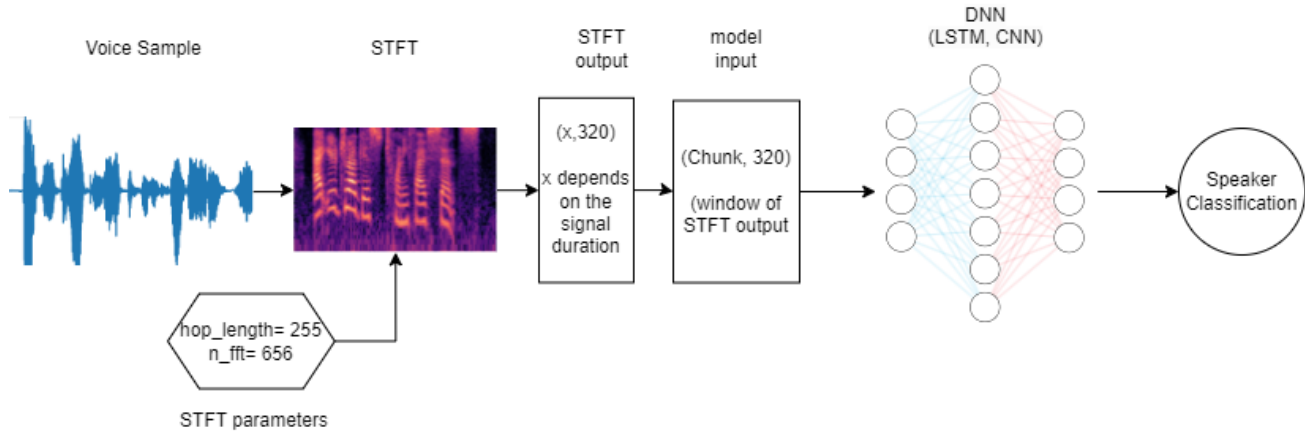 Voice Sample
STFT
STFT
output
model
input
DNN
(LSTM, CNN)
(x,320)
x depends
on the
signal
duration
(Chunk, 320)
(window of
STFT output
Speaker
Classification
hop_length= 255
n_fft= 656
STFT parameters